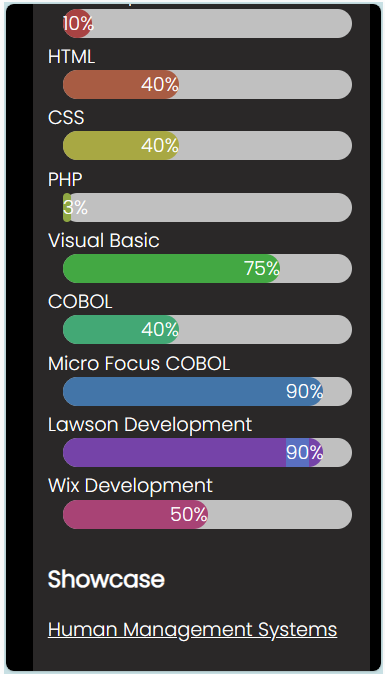 10%
HTML
40%
CSS
40%
PHP
3%
Visual Basic
75%
COBOL
40%
Micro Focus COBOL
90%
Lawson Development
90%
Wix Development
50%
Showcase
Human Management Systems